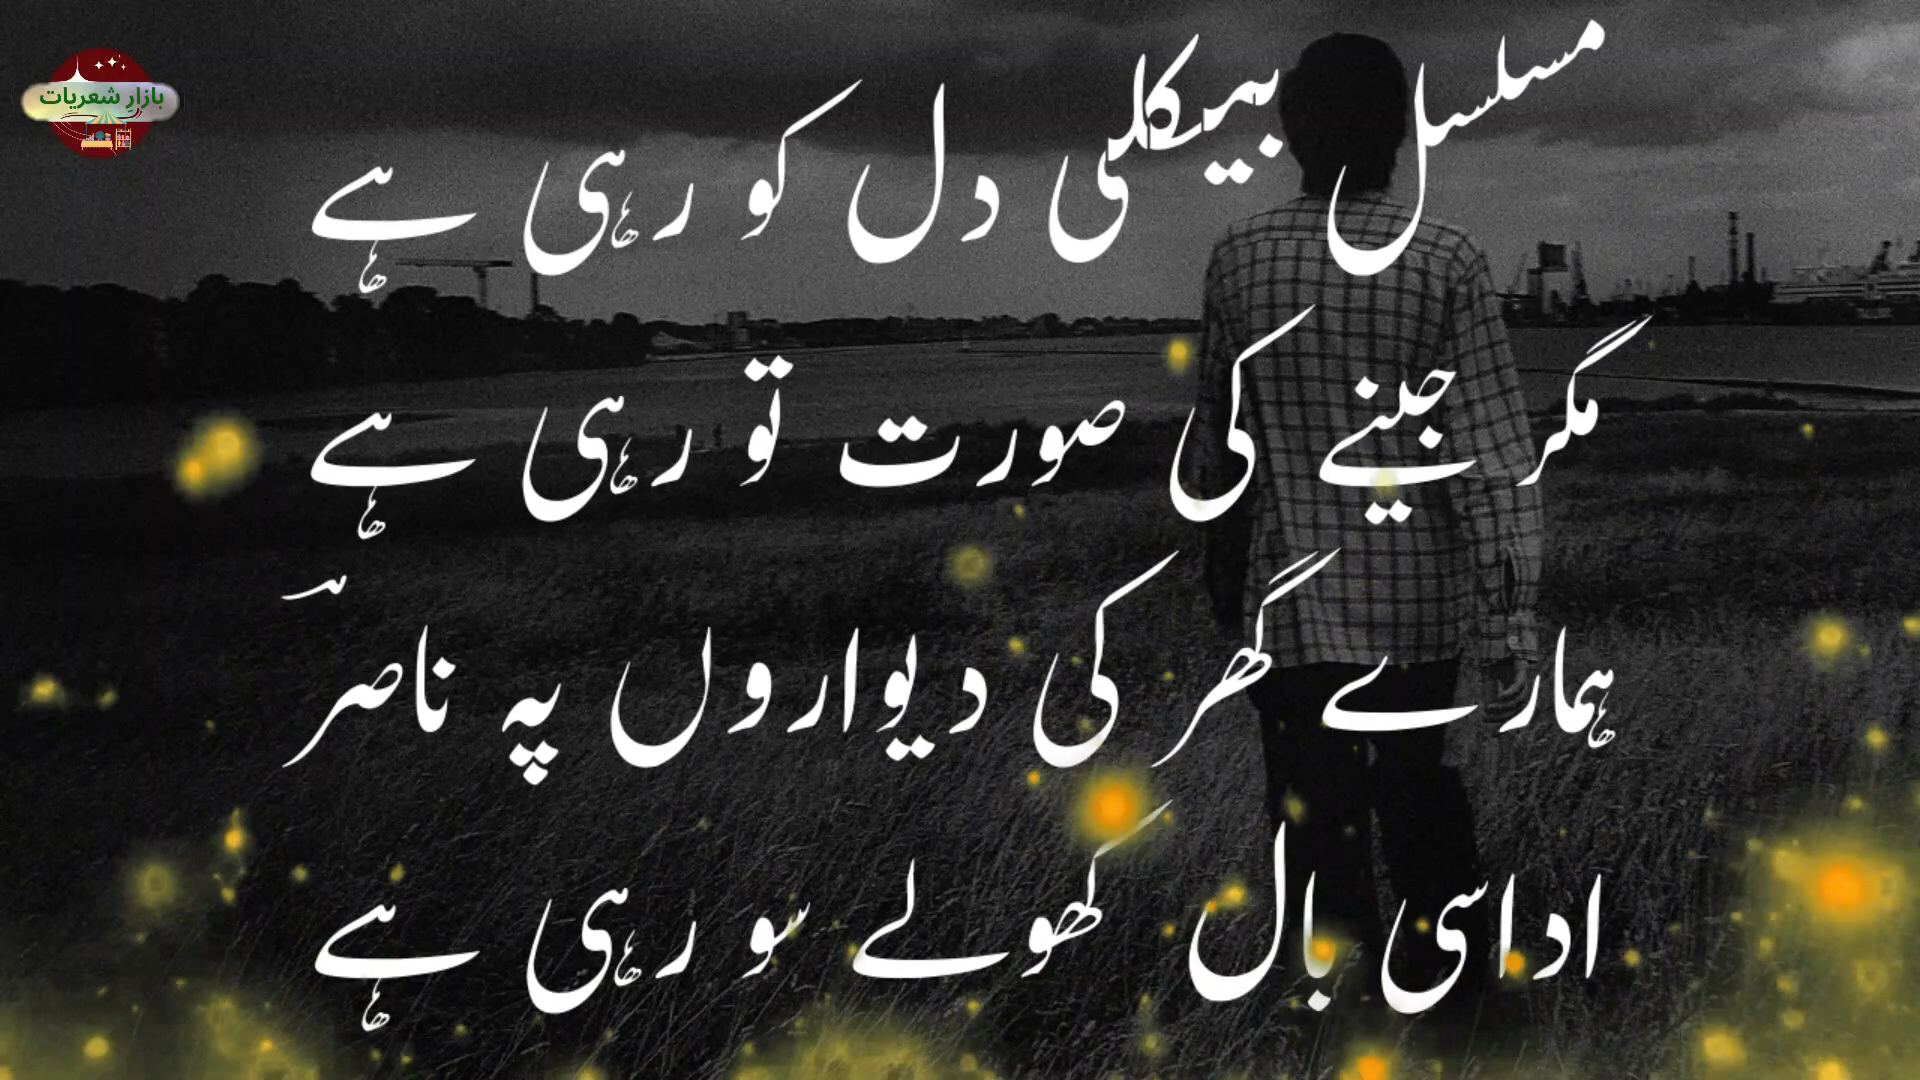 بازارِ شعریات
مسلسل بیکلی دل کو رہی ہے
مگر جینے کی صورت تو رہی ہے
ہمارے گھر کی دیواروں پہ ناصرؔ
اداسی بال کھولے سو رہی ہے